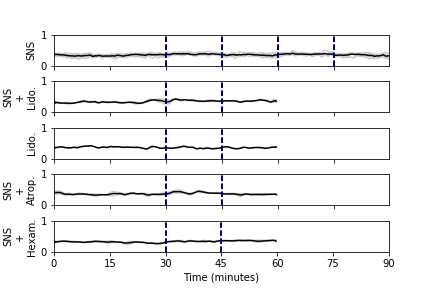 1
SNS
0
1
SNS
+
Lido.
0
1
Lido.
0
1
SNS
+
Atrop.
0
1
SNS
+
Hexam.
0
0 15 30 45 60 75 90
Time (minutes)